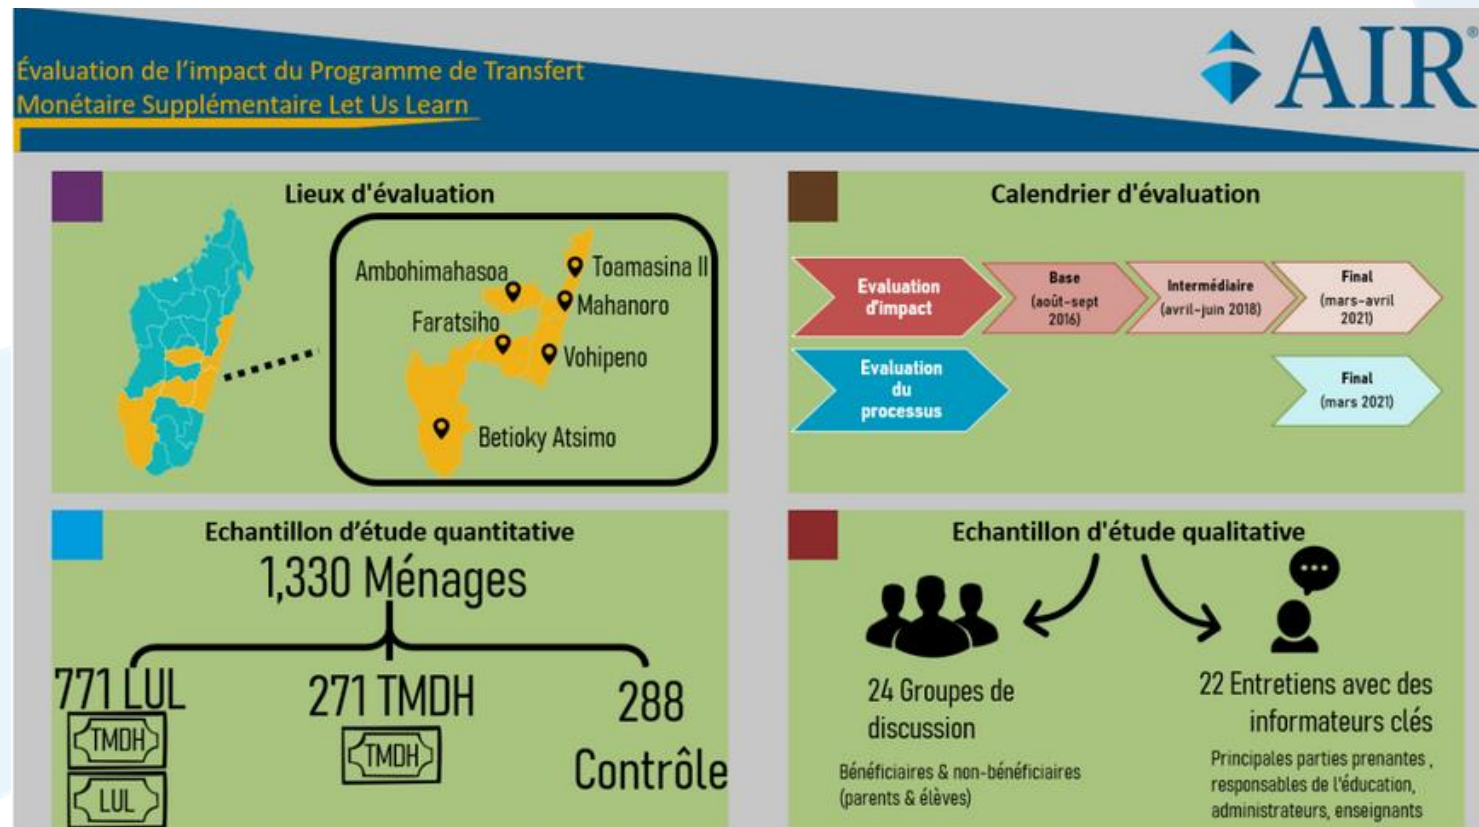 Évaluation de l'impact du Programme de Transfert
Monétaire Supplémentaire Let Us Learn
AIR®
Lieux d'évaluation
Ambohimahasoa
Toamasina II
Mahanoro
Faratsiho
Vohipeno
Betioky Atsimo
Calendrier d'évaluation
Evaluation
d'impact
Base
(août-sept
2016)
Intermédiaire
(avril-juin 2018)
Final
(mars-avril
2021)
Evaluation
du
processus
Final
(mars 2021)
Echantillon d'étude quantitative
1,330 Ménages
771 LUL
TMDH
LUL
271 TMDH
TMDH
288
Contrôle
Echantillon d'étude qualitative
24 Groupes de
discussion
Bénéficiaires & non-bénéficiaires
(parents & élèves)
22 Entretiens avec des
informateurs clés
Principales parties prenantes ,
responsables de l'éducation,
administrateurs, enseignants